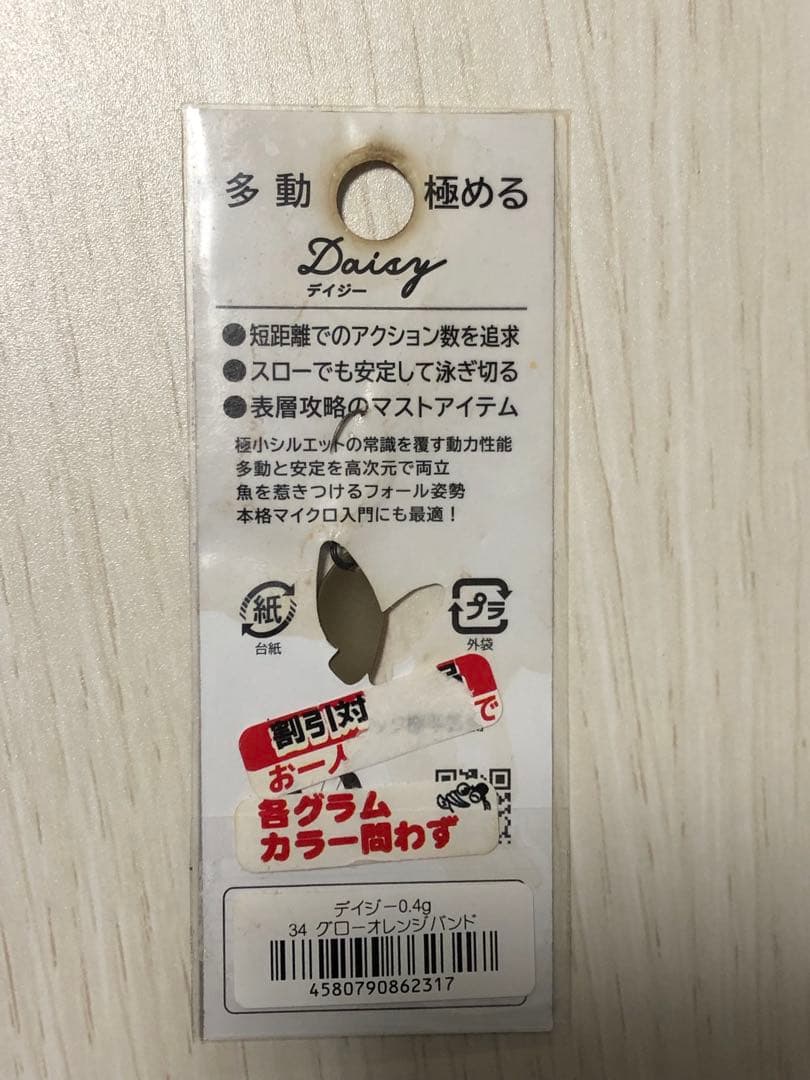 多動 極める
Daisy
デイジー
●短距離でのアクション数を追求
●スローでも安定して泳ぎ切る
●表層攻略のマストアイテム
極小シルエットの常識を覆す動力性能
多動と安定を高次元で両立
魚を惹きつけるフォール姿勢
本格マイクロ入門にも最適！
紙
台紙
プラ
外袋
割引対
で
お一人
各グラム
カラー問わず
デイジー0.4g
34 グローオレンジバンド
4580790862317